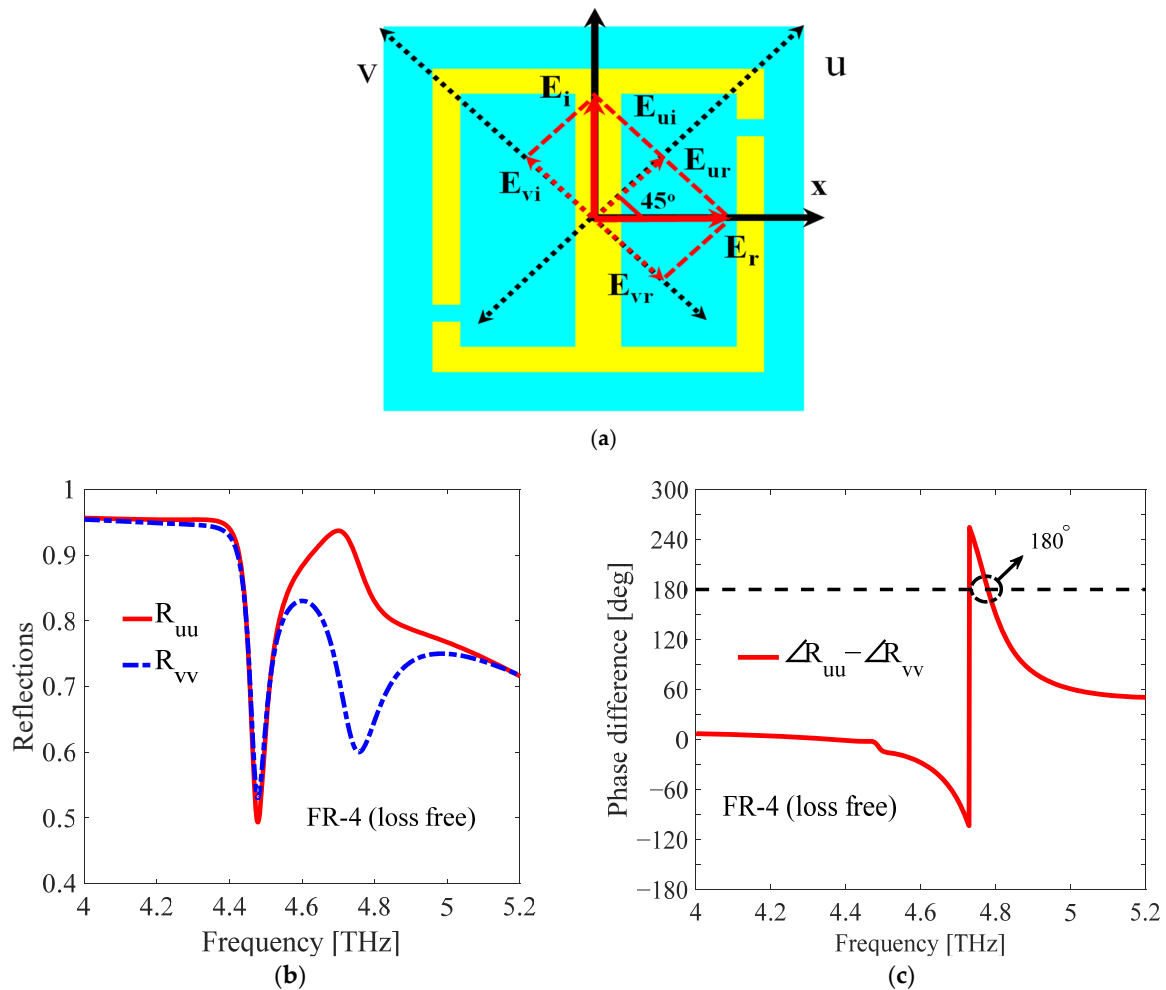 V
u
E_i
E_ui
E_ur
E_vi
45°
x
E_r
E_vr
(a)
1
0.9
0.8
0.7
0.6
0.5
0.4
Reflections
R_uu
R_vv
FR-4 (loss free)
4 4.2 4.4 4.6 4.8 5 5.2
Frequency [THz]
(b)
300
240
180
120
60
0
−60
−120
−180
Phase difference [deg]
180°
∠R_uu−∠R_vv
FR-4 (loss free)
4 4.2 4.4 4.6 4.8 5 5.2
Frequency [THz]
(c)